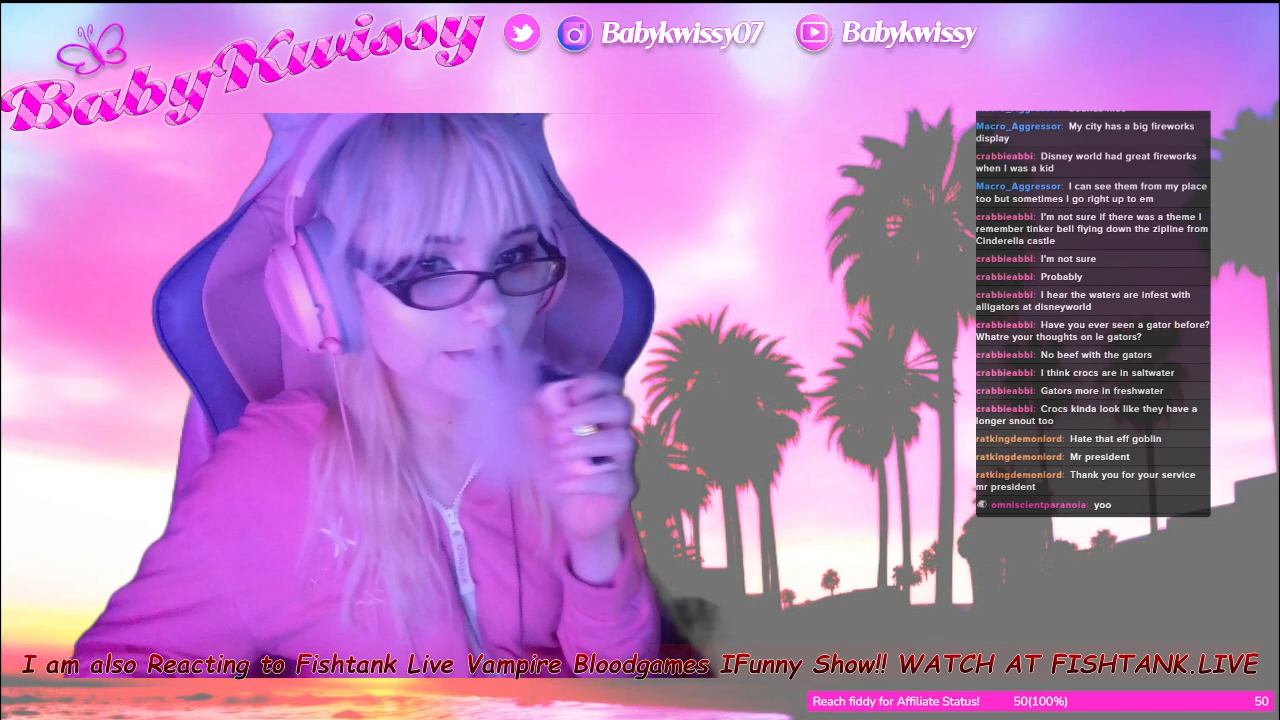 BabyKwissy
Babykwissy07
Babykwissy
Macro_Aggressor: My city has a big fireworks
display
crabbieabbi: Disney world had great fireworks
when I was a kid
Macro_Aggressor: I can see them from my place
too but sometimes I go right up to em
crabbieabbi: I'm not sure if there was a theme I
remember tinker bell flying down the zipline from
Cinderella castle
crabbieabbi: I'm not sure
crabbieabbi: Probably
crabbieabbi: I hear the waters are infest with
alligators at disneyworld
crabbieabbi: Have you ever seen a gator before?
Whatre your thoughts on le gators?
crabbieabbi: No beef with the gators
crabbieabbi: I think crocs are in saltwater
crabbieabbi: Gators more in freshwater
crabbieabbi: Crocs kinda look like they have a
longer snout too
ratkingdemonlord: Hate that eff goblin
ratkingdemonlord: Mr president
ratkingdemonlord: Thank you for your service
mr president
omniscientparanoia: yoo
I am also Reacting to Fishtank Live Vampire Bloodgames IFunny Show!! WATCH AT FISHTANK.LIVE
Reach fiddy for Affiliate Status! 50(100%) 50